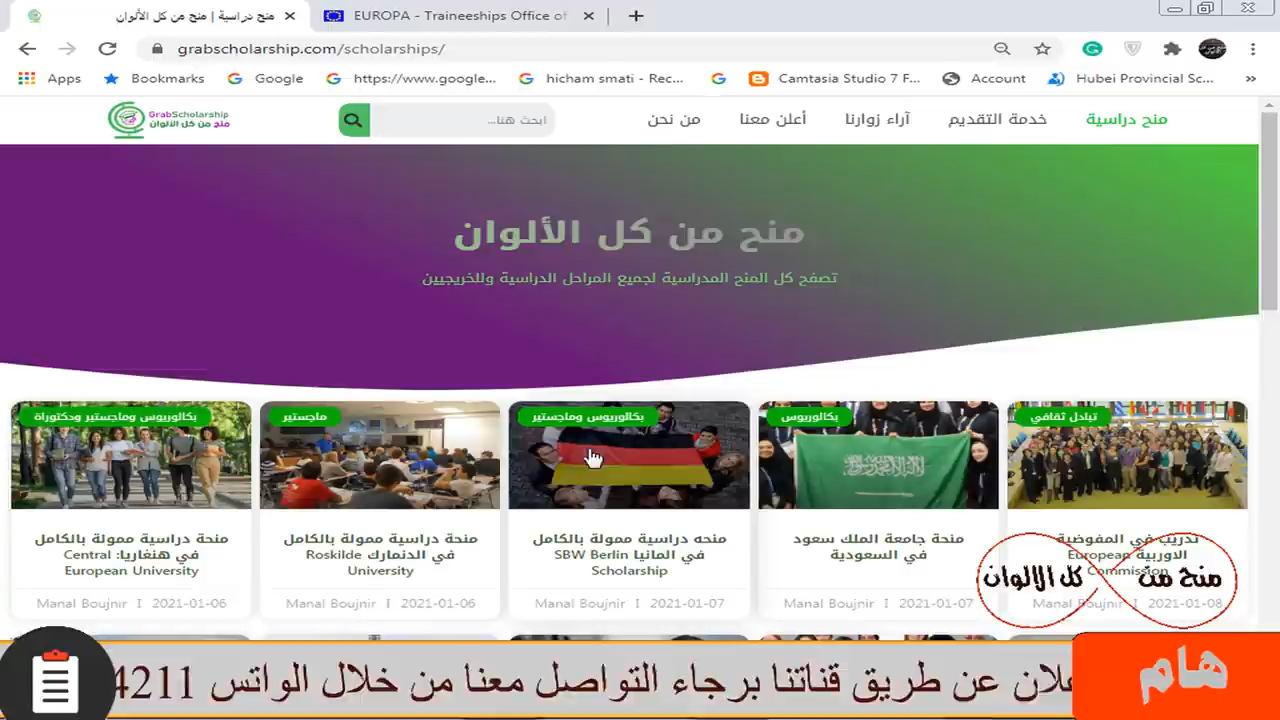 منح دراسية | منح من كل الألوان
EUROPA - Traineeships Office of
grabscholarship.com/scholarships/
Apps
Bookmarks
Google
https://www.google...
hicham smati - Rec...
Camtasia Studio 7 F...
Account
Hubei Provincial Sc...
GrabScholarship
منح من كل الألوان
ابحث هنا...
منح دراسية
خدمة التقديم
آراء زوارنا
أعلن معنا
من نحن
منح من كل الألوان
تصفح كل المنح المدراسية لجميع المراحل الدراسية وللخريجيين
تبادل ثقافي
تدريب في المفوضية
الاوربية European
Commission
Manal Boujnir I 2021-01-08
بكالوريوس
منحة جامعة الملك سعود
في السعودية
Manal Boujnir I 2021-01-07
بكالوريوس وماجستير
منحه دراسية ممولة بالكامل
في المانيا SBW Berlin
Scholarship
Manal Boujnir I 2021-01-07
ماجستير
منحة دراسية ممولة بالكامل
في الدنمارك Roskilde
University
Manal Boujnir I 2021-01-06
بكالوريوس وماجستير ودكتوراة
منحة دراسية ممولة بالكامل
في هنغاريا: Central
European University
Manal Boujnir I 2021-01-06
منح من كل الالوان
هام
علان عن طريق قناتنا برجاء التواصل معنا من خلال الواتس 4211